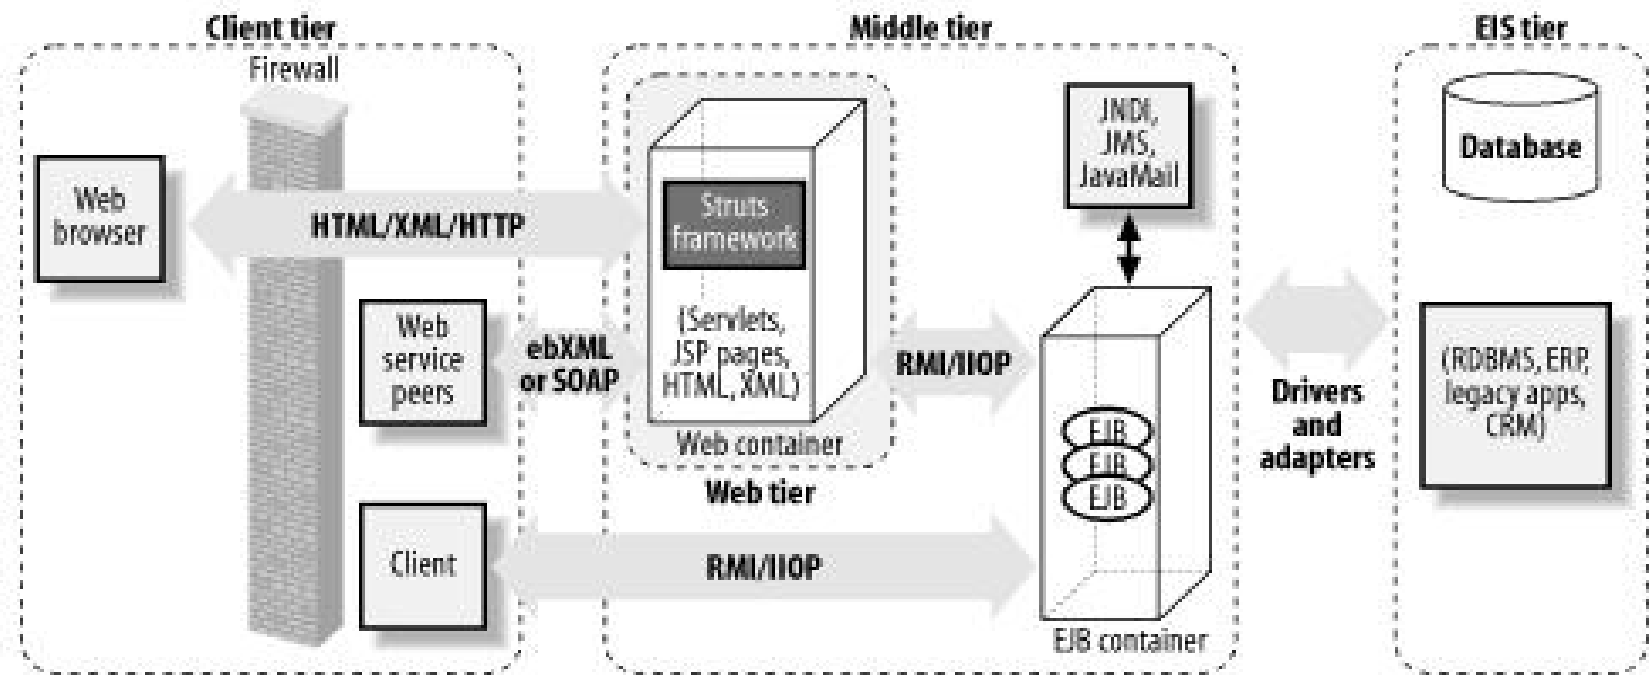 Client tier
Firewall
Web
browser
HTML/XML/HTTP
Web
service
peers
ebXML
or SOAP
Client
RMI/IIOP
Middle tier
Struts
framework
(Servlets,
JSP pages,
HTML, XML)
Web container
Web tier
RMI/IIOP
JNDI,
JMS,
JavaMail
EJB
EJB
EJB
EJB container
Drivers
and
adapters
EIS tier
Database
(RDBMS, ERP,
legacy apps,
CRM)